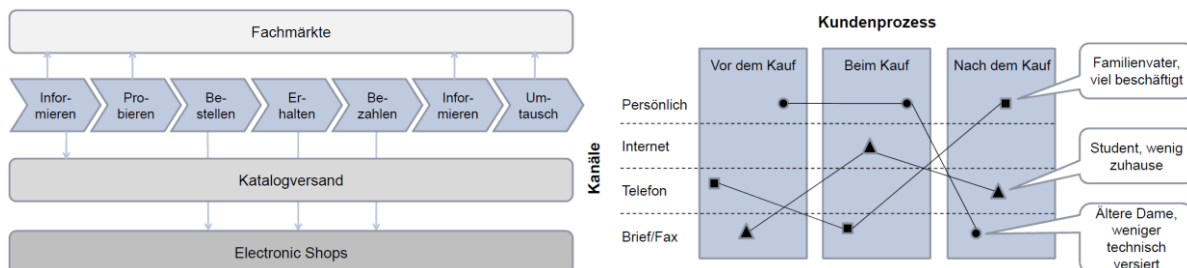 Fachmärkte
Infor-
mieren
Pro-
bieren
Be-
stellen
Er-
halten
Be-
zahlen
Infor-
mieren
Um-
tausch
Katalogversand
Electronic Shops
Kundenprozess
Vor dem Kauf
Beim Kauf
Nach dem Kauf
Kanäle
Persönlich
Internet
Telefon
Brief/Fax
Familienvater,
viel beschäftigt
Student, wenig
zuhause
Ältere Dame,
weniger
technisch
versiert